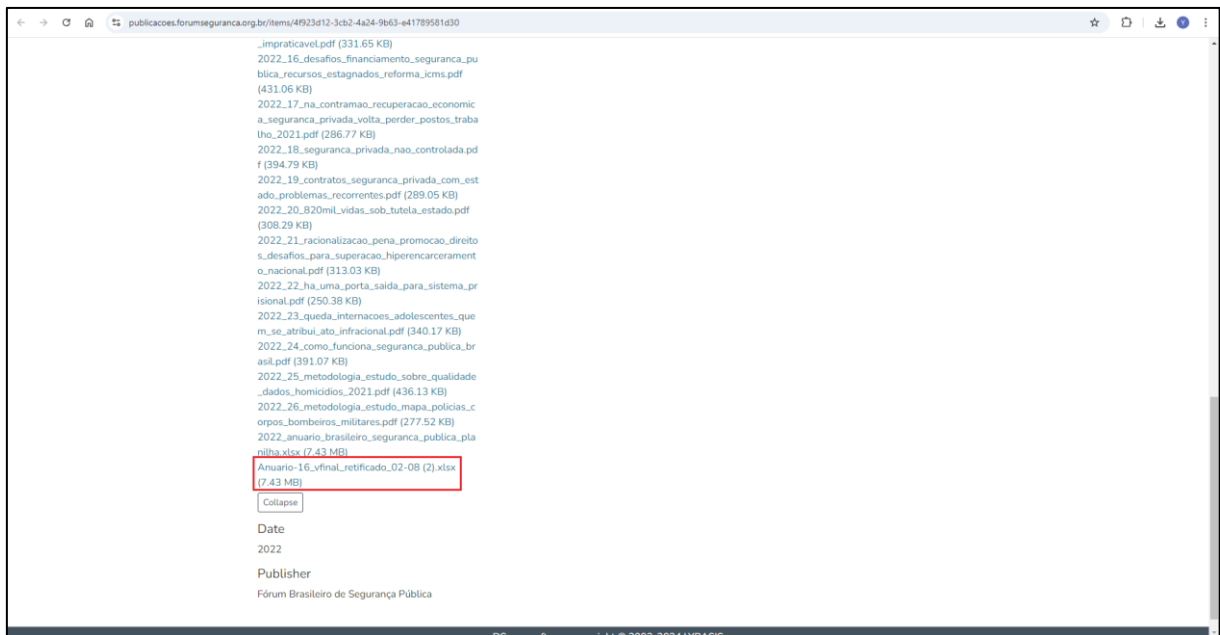 publicacoes.forumseguranca.org.br/items/4f923d12-3cb2-4a24-9b63-e41789581d30
Y
_impraticavel.pdf (331.65 KB)
2022_16_desafios_financiamento_seguranca_pu
blica_recursos_estagnados_reforma_icms.pdf
(431.06 KB)
2022_17_na_contramao_recuperacao_economic
a_seguranca_privada_volta_perder_postos_traba
lho_2021.pdf (286.77 KB)
2022_18_seguranca_privada_nao_controlada.pd
f (394.79 KB)
2022_19_contratos_seguranca_privada_com_est
ado_problemas_recorrentes.pdf (289.05 KB)
2022_20_820mil_vidas_sob_tutela_estado.pdf
(308.29 KB)
2022_21_racionalizacao_pena_promocao_direito
s_desafios_para_superacao_hiperencarcerament
o_nacional.pdf (313.03 KB)
2022_22_ha_uma_porta_saida_para_sistema_pr
isional.pdf (250.38 KB)
2022_23_queda_internacoes_adolescentes_que
m_se_atribui_ato_infracional.pdf (340.17 KB)
2022_24_como_funciona_seguranca_publica_br
asil.pdf (391.07 KB)
2022_25_metodologia_estudo_sobre_qualidade
_dados_homicidios_2021.pdf (436.13 KB)
2022_26_metodologia_estudo_mapa_policias_c
orpos_bombeiros_militares.pdf (277.52 KB)
2022_anuario_brasileiro_seguranca_publica_pla
nilha.xlsx (7.43 MB)
Anuario-16_vfinal_retificado_02-08 (2).xlsx
(7.43 MB)
Collapse
Date
2022
Publisher
Fórum Brasileiro de Segurança Pública